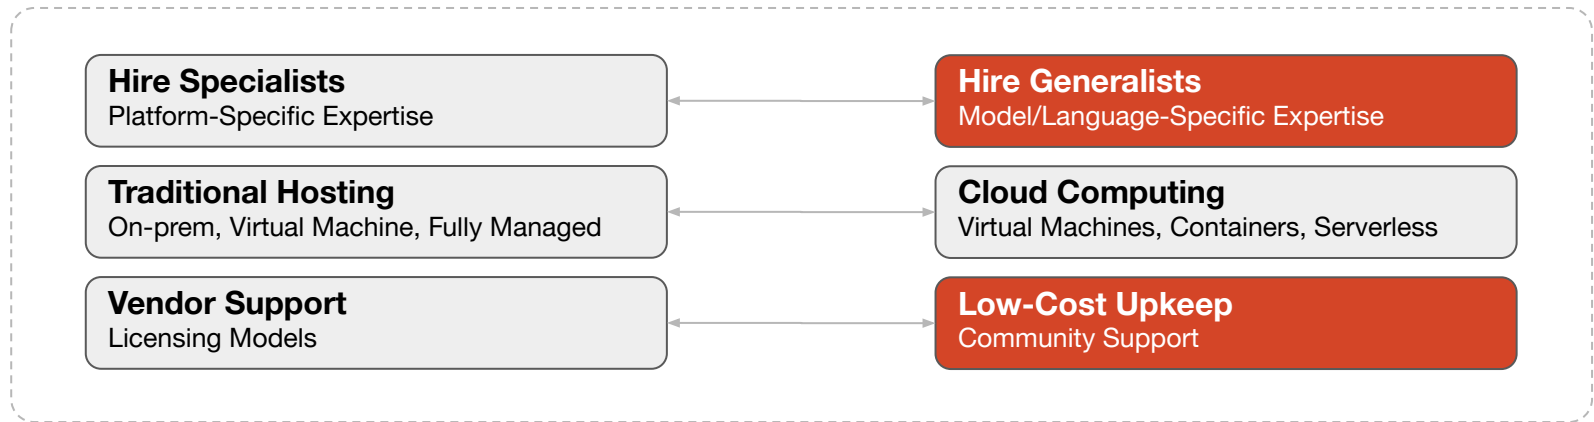 Hire Specialists
Platform-Specific Expertise
Hire Generalists
Model/Language-Specific Expertise
Traditional Hosting
On-prem, Virtual Machine, Fully Managed
Cloud Computing
Virtual Machines, Containers, Serverless
Vendor Support
Licensing Models
Low-Cost Upkeep
Community Support